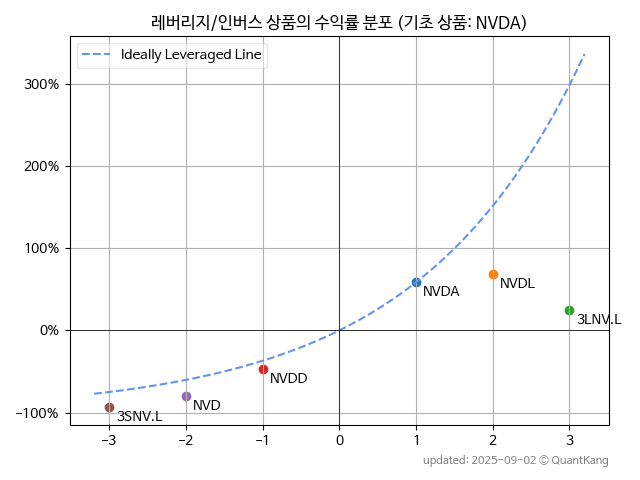 레버리지/인버스 상품의 수익률 분포 (기초 상품: NVDA)
Ideally Leveraged Line
300%
200%
100%
0%
−100%
NVDA
NVDL
3LNV.L
NVDD
NVD
3SNV.L
−3 −2 −1 0 1 2 3
updated: 2025-09-02 © QuantKang